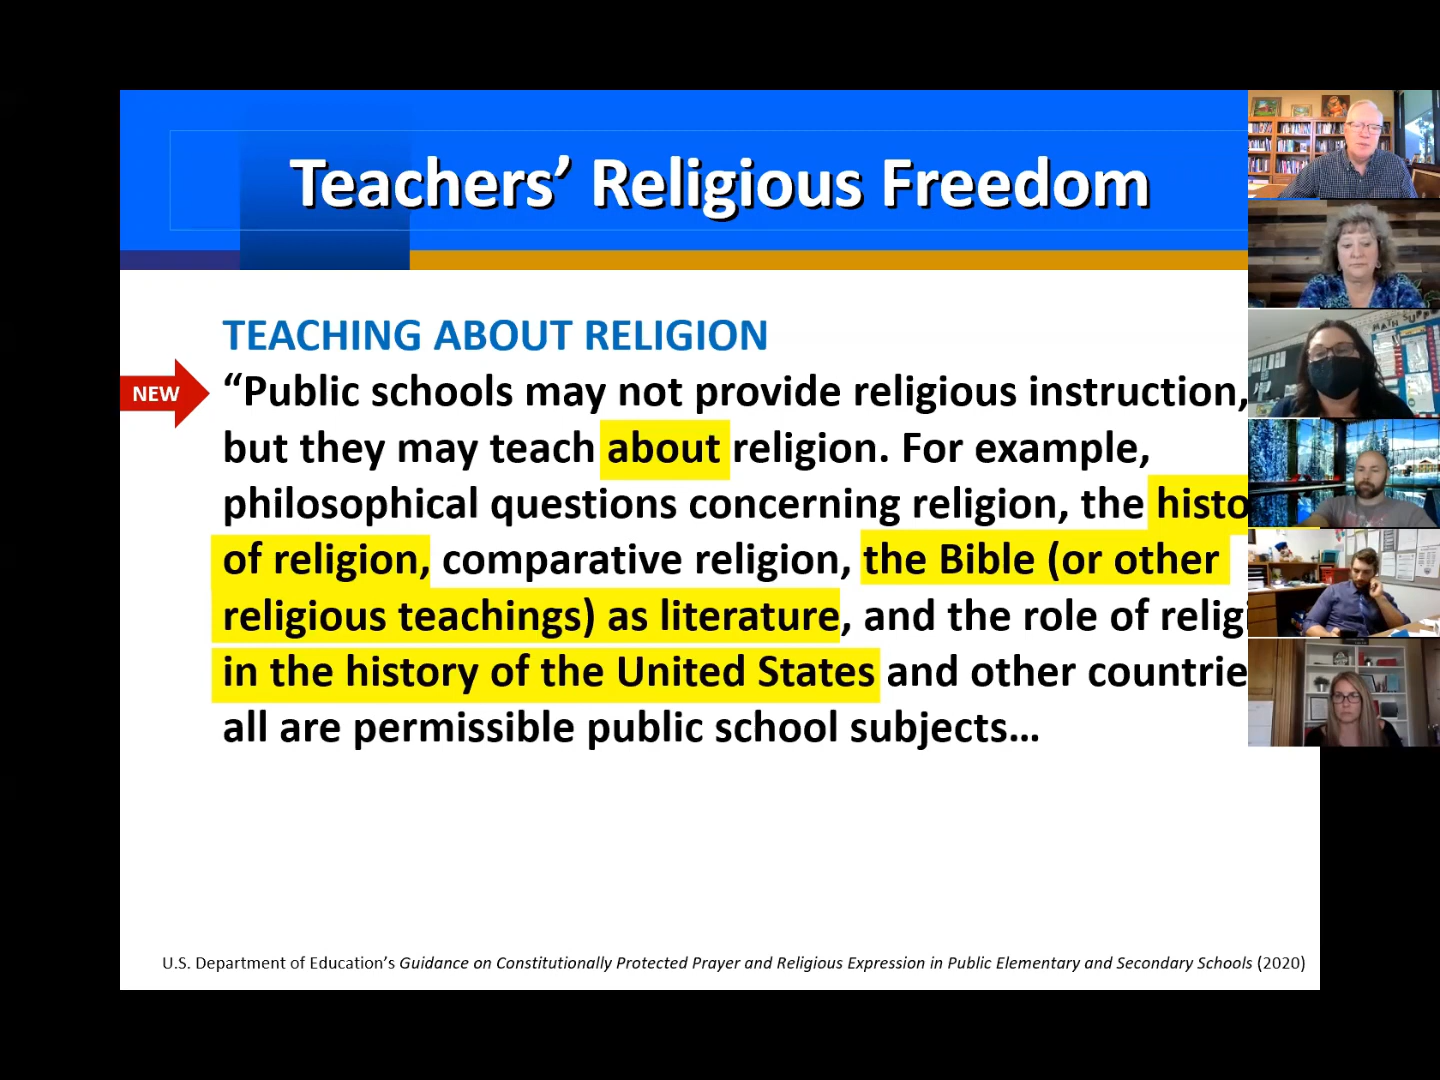 Teachers’ Religious Freedom
TEACHING ABOUT RELIGION
NEW
“Public schools may not provide religious instruction,
but they may teach about religion. For example,
philosophical questions concerning religion, the histo
of religion, comparative religion, the Bible (or other
religious teachings) as literature, and the role of relig
in the history of the United States and other countrie
all are permissible public school subjects…
U.S. Department of Education’s Guidance on Constitutionally Protected Prayer and Religious Expression in Public Elementary and Secondary Schools (2020)
MATH SUPP